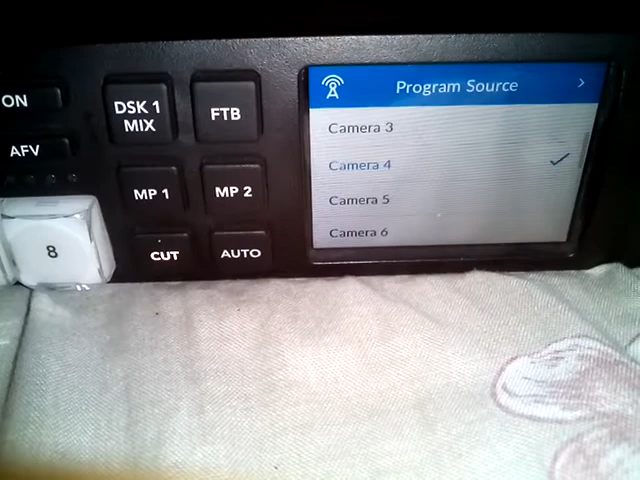 ON
DSK 1
MIX
FTB
AFV
MP 1
MP 2
8
CUT
AUTO
Program Source
Camera 3
Camera 4
Camera 5
Camera 6